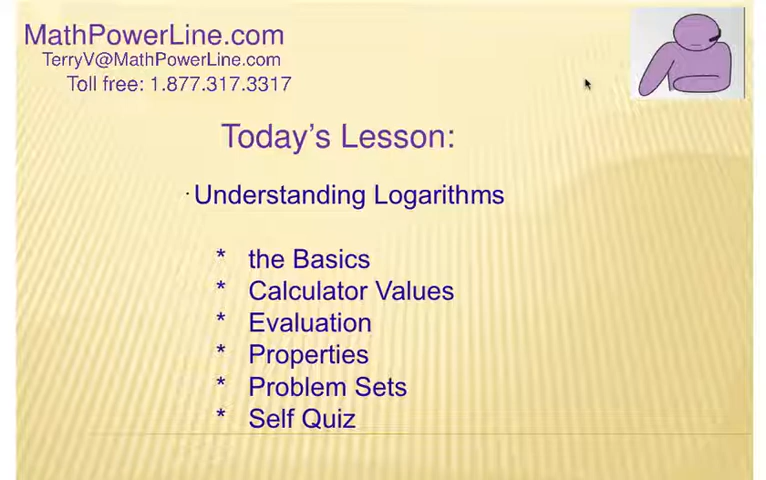 MathPowerLine.com
TerryV@MathPowerLine.com
Toll free: 1.877.317.3317
Today's Lesson:
·Understanding Logarithms
* the Basics
* Calculator Values
* Evaluation
* Properties
* Problem Sets
* Self Quiz